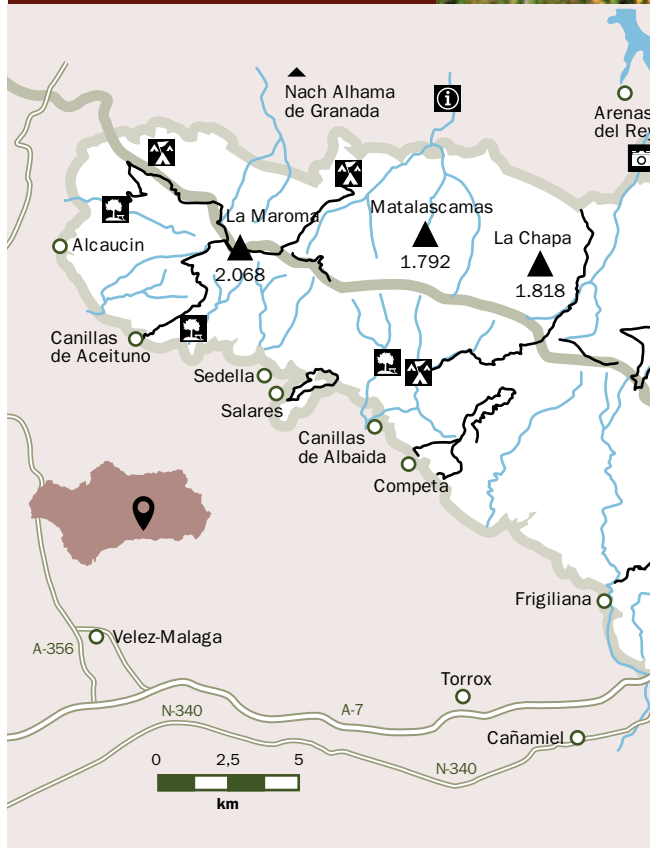 Nach Alhama
de Granada
Arenas
del Rey
La Maroma
2.068
Matalascamas
1.792
La Chapa
1.818
Alcaucin
Canillas
de Aceituno
Sedella
Salares
Canillas
de Albaida
Competa
Frigiliana
A-356
Velez-Malaga
Torrox
N-340
A-7
Cañamiel
N-340
0 2,5 5
km